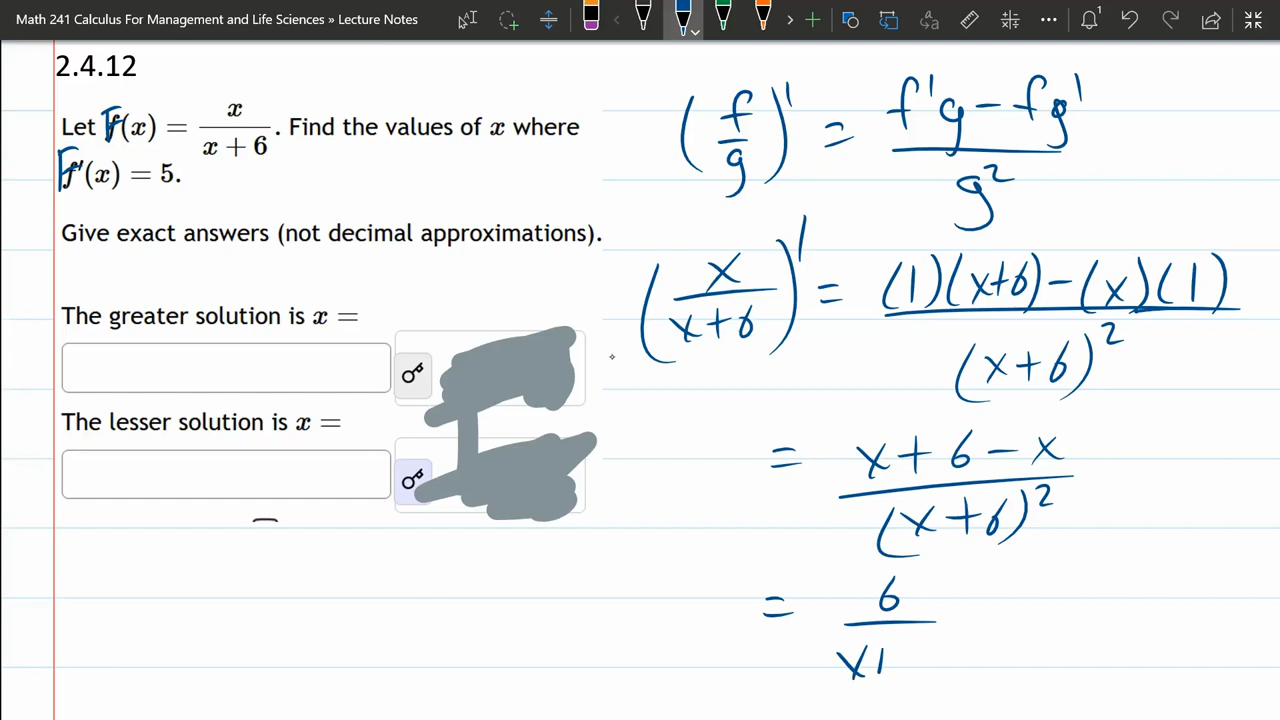 Math 241 Calculus For Management and Life Sciences » Lecture Notes
2.4.12
Let F(x) = x / (x + 6). Find the values of x where
F'(x) = 5.
Give exact answers (not decimal approximations).
The greater solution is x =
The lesser solution is x =
(f/g)' = (f'g - fg') / g²
(x / (x+6))' = ((1)(x+6) - (x)(1)) / (x+6)²
= (x+6-x) / (x+6)²
= 6 / x1